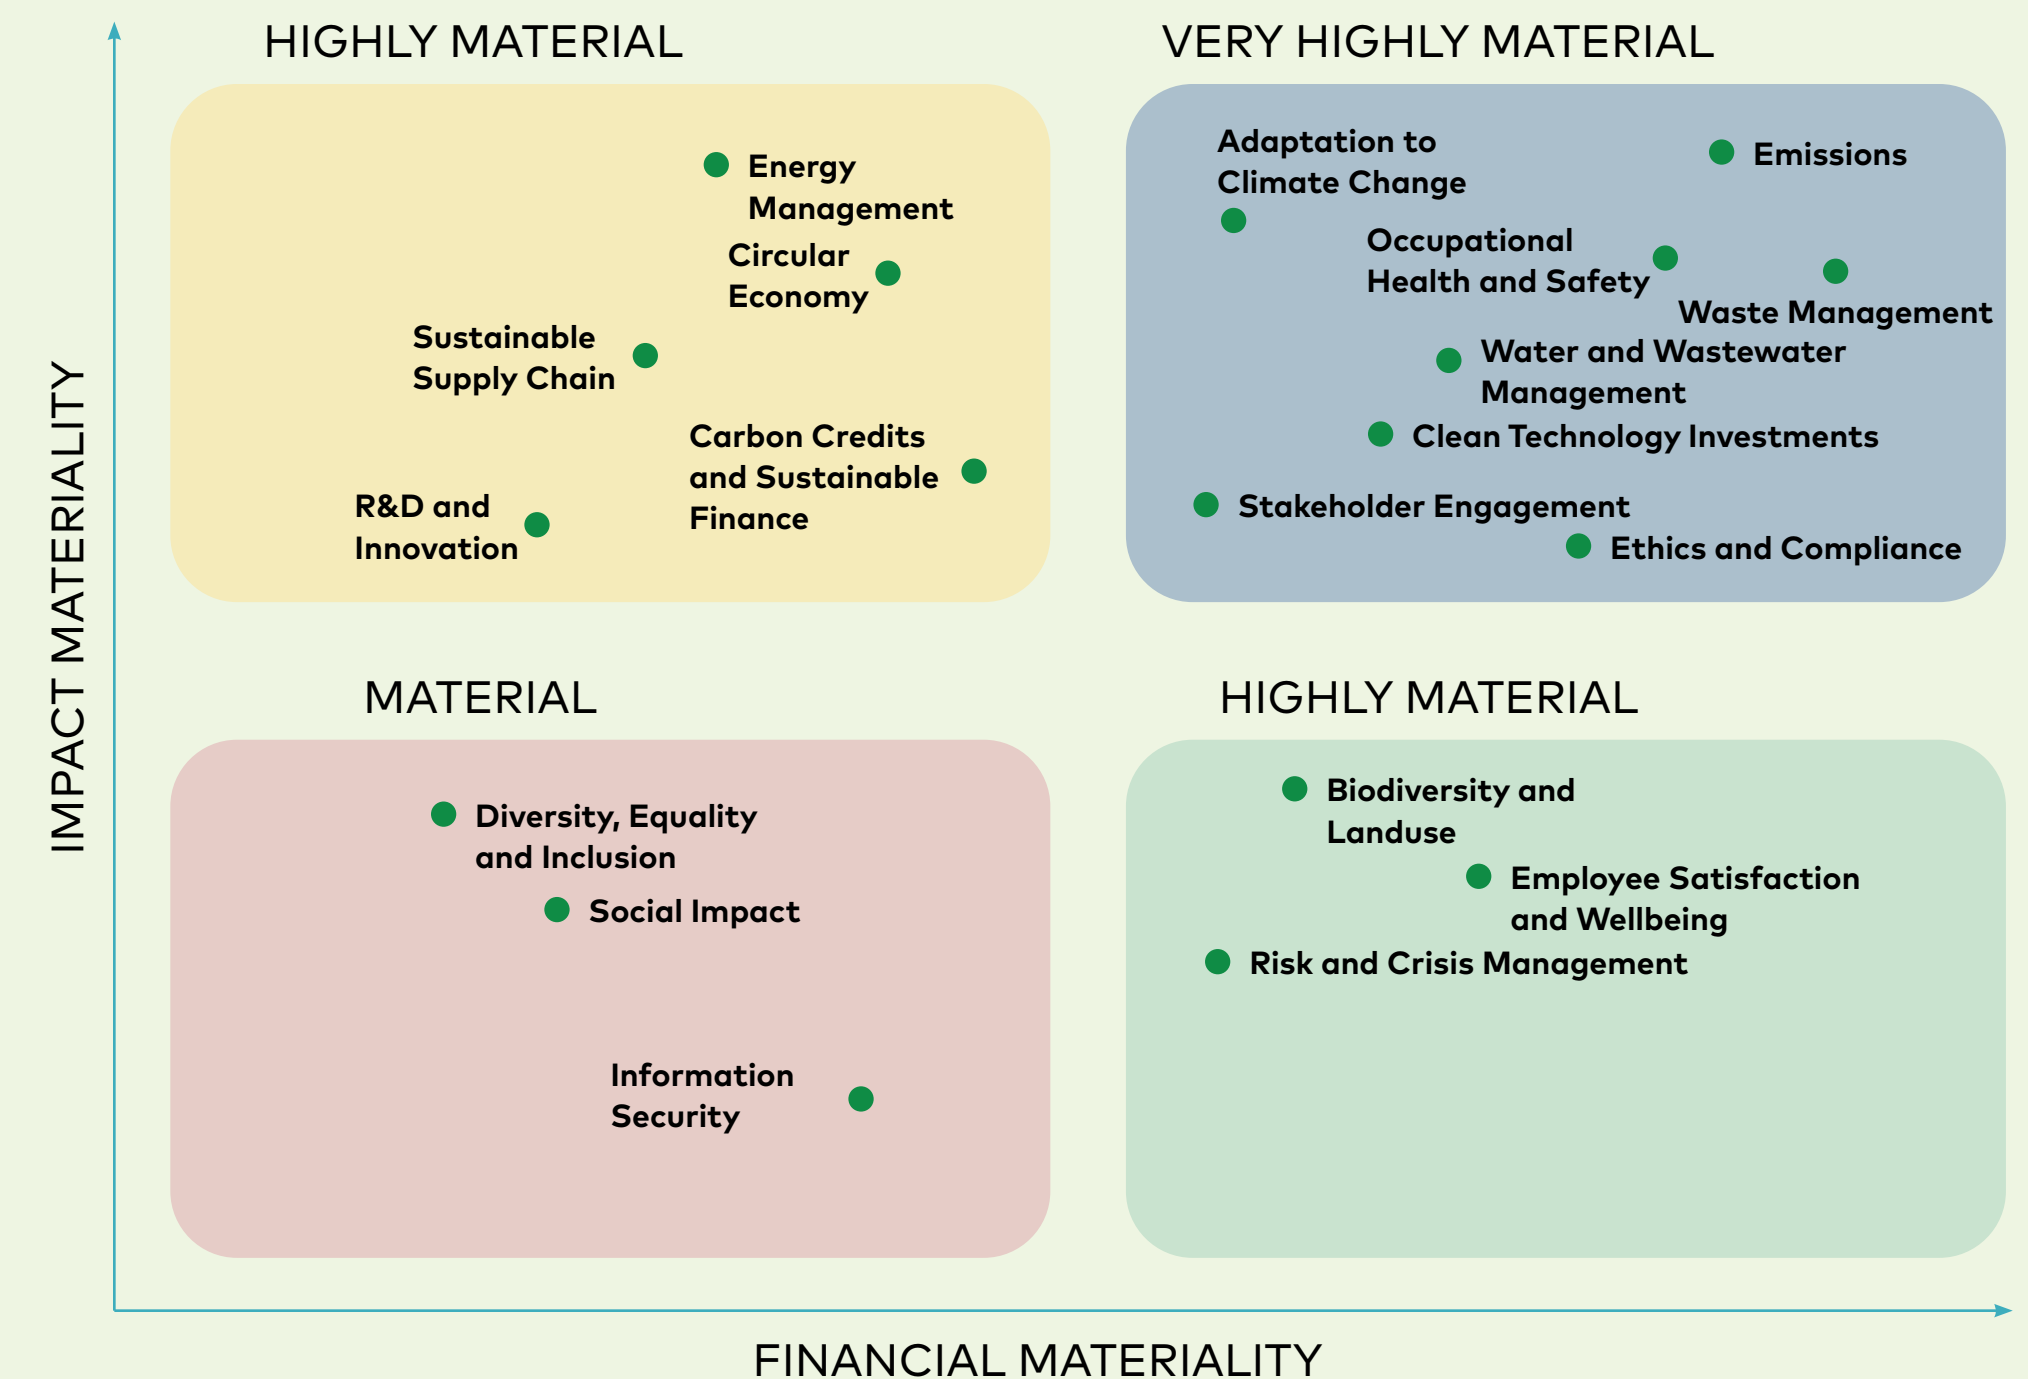 HIGHLY MATERIAL
VERY HIGHLY MATERIAL
IMPACT MATERIALITY
Energy
Management
Circular
Economy
Sustainable
Supply Chain
Carbon Credits
and Sustainable
Finance
R&D and
Innovation
Adaptation to
Climate Change
Emissions
Occupational
Health and Safety
Waste Management
Water and Wastewater
Management
Clean Technology Investments
Stakeholder Engagement
Ethics and Compliance
MATERIAL
HIGHLY MATERIAL
Diversity, Equality
and Inclusion
Social Impact
Information
Security
Biodiversity and
Landuse
Employee Satisfaction
and Wellbeing
Risk and Crisis Management
FINANCIAL MATERIALITY